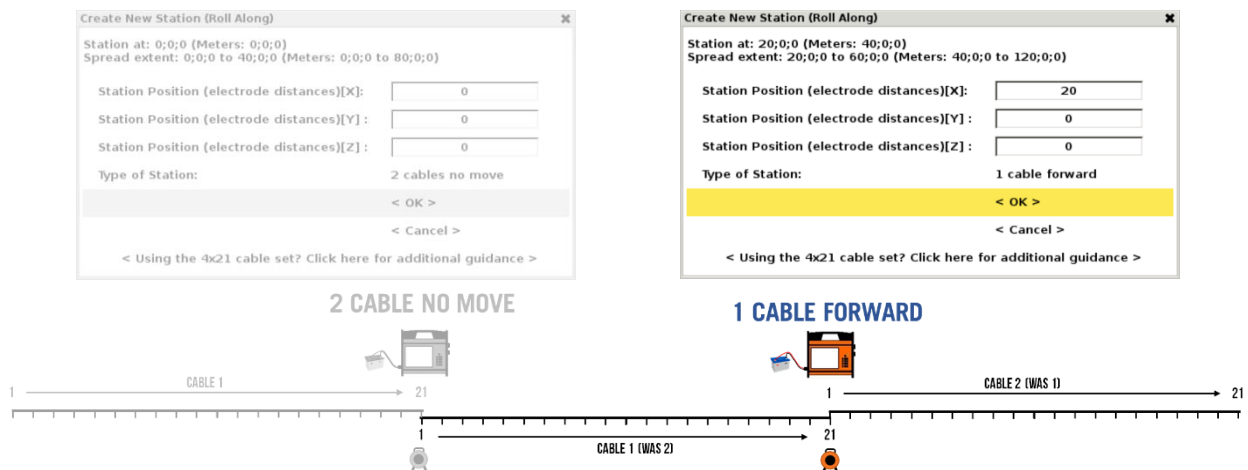 Create New Station (Roll Along)
Station at: 0;0;0 (Meters: 0;0;0)
Spread extent: 0;0;0 to 40;0;0 (Meters: 0;0;0 to 80;0;0)
Station Position (electrode distances)[X]: 0
Station Position (electrode distances)[Y] : 0
Station Position (electrode distances)[Z] : 0
Type of Station: 2 cables no move
< OK >
< Cancel >
< Using the 4x21 cable set? Click here for additional guidance >
Create New Station (Roll Along)
Station at: 20;0;0 (Meters: 40;0;0)
Spread extent: 20;0;0 to 60;0;0 (Meters: 40;0;0 to 120;0;0)
Station Position (electrode distances)[X]: 20
Station Position (electrode distances)[Y] : 0
Station Position (electrode distances)[Z] : 0
Type of Station: 1 cable forward
< OK >
< Cancel >
< Using the 4x21 cable set? Click here for additional guidance >
2 CABLE NO MOVE
1 CABLE FORWARD
1 CABLE 1 21
1 CABLE 2 (WAS 1) 21
1 CABLE 1 (WAS 2) 21